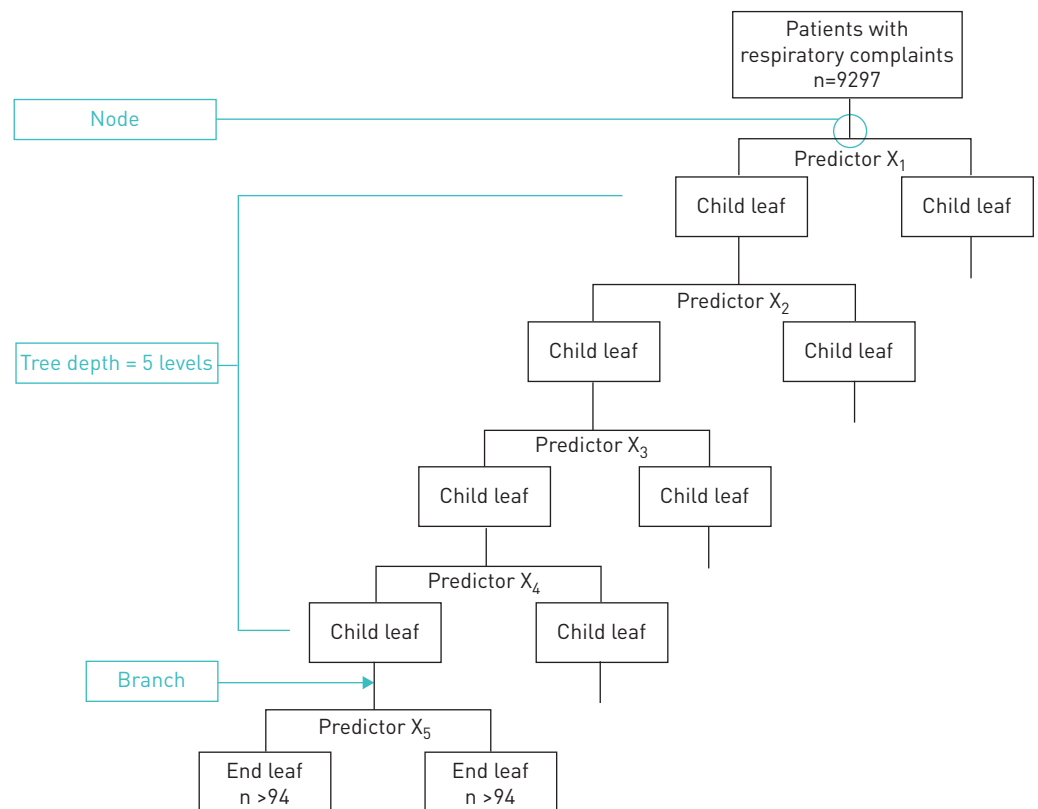 Patients with
respiratory complaints
n=9297
Node
Predictor X₁
Child leaf
Child leaf
Predictor X₂
Child leaf
Child leaf
Tree depth = 5 levels
Predictor X₃
Child leaf
Child leaf
Predictor X₄
Child leaf
Child leaf
Branch
Predictor X₅
End leaf
n >94
End leaf
n >94